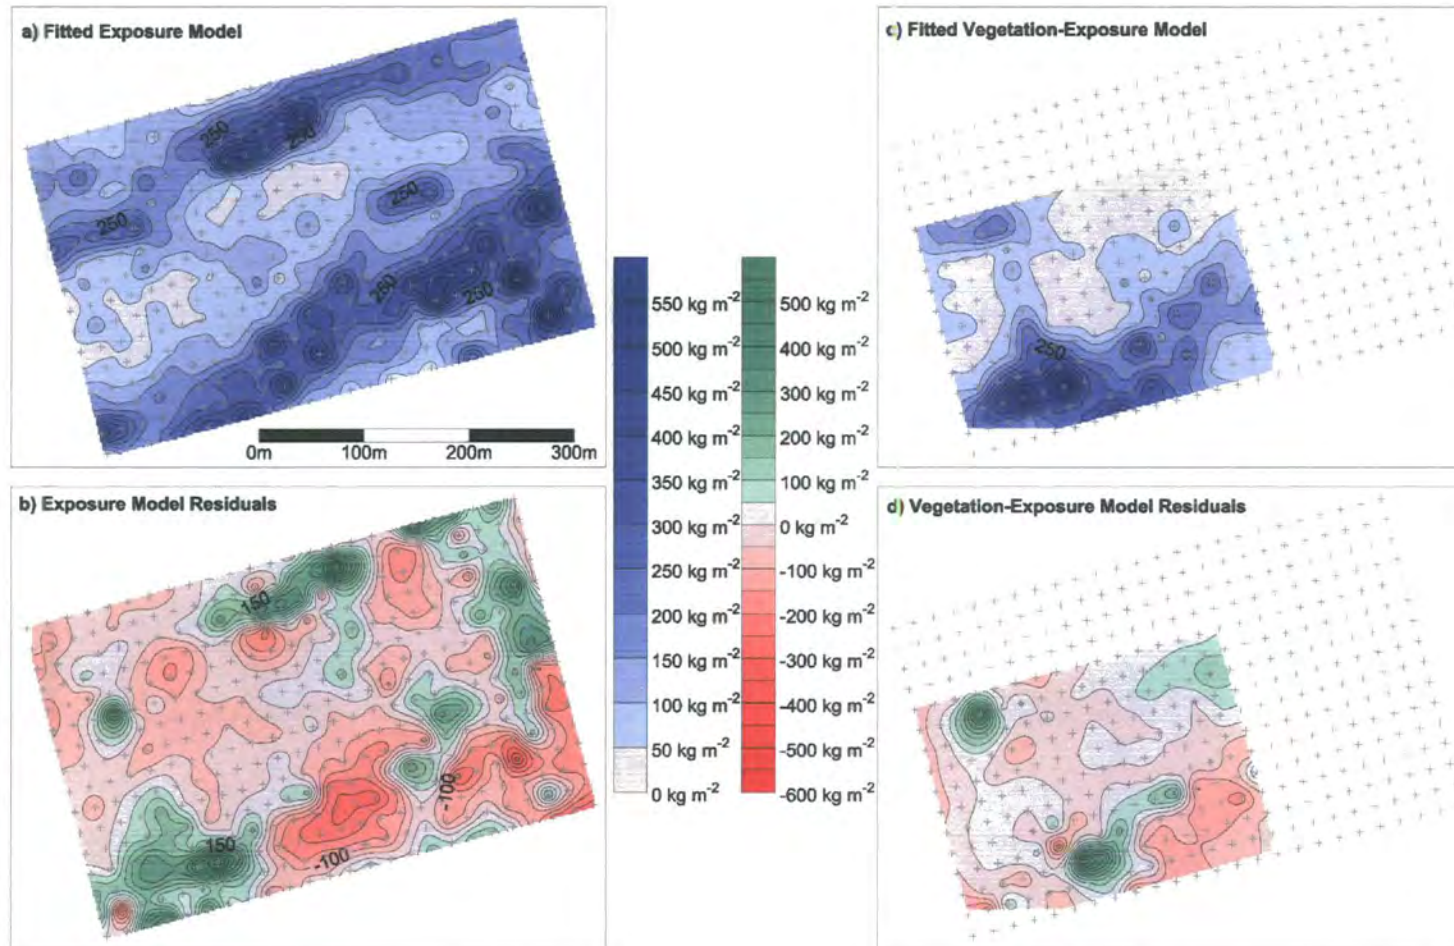 a) Fitted Exposure Model
250
250
250
250
250
250
0m 100m 200m 300m
b) Exposure Model Residuals
150
150
-100
-100
550 kg m-2
500 kg m-2
450 kg m-2
400 kg m-2
350 kg m-2
300 kg m-2
250 kg m-2
200 kg m-2
150 kg m-2
100 kg m-2
50 kg m-2
0 kg m-2
500 kg m-2
400 kg m-2
300 kg m-2
200 kg m-2
100 kg m-2
0 kg m-2
-100 kg m-2
-200 kg m-2
-300 kg m-2
-400 kg m-2
-500 kg m-2
-600 kg m-2
c) Fitted Vegetation-Exposure Model
250
d) Vegetation-Exposure Model Residuals